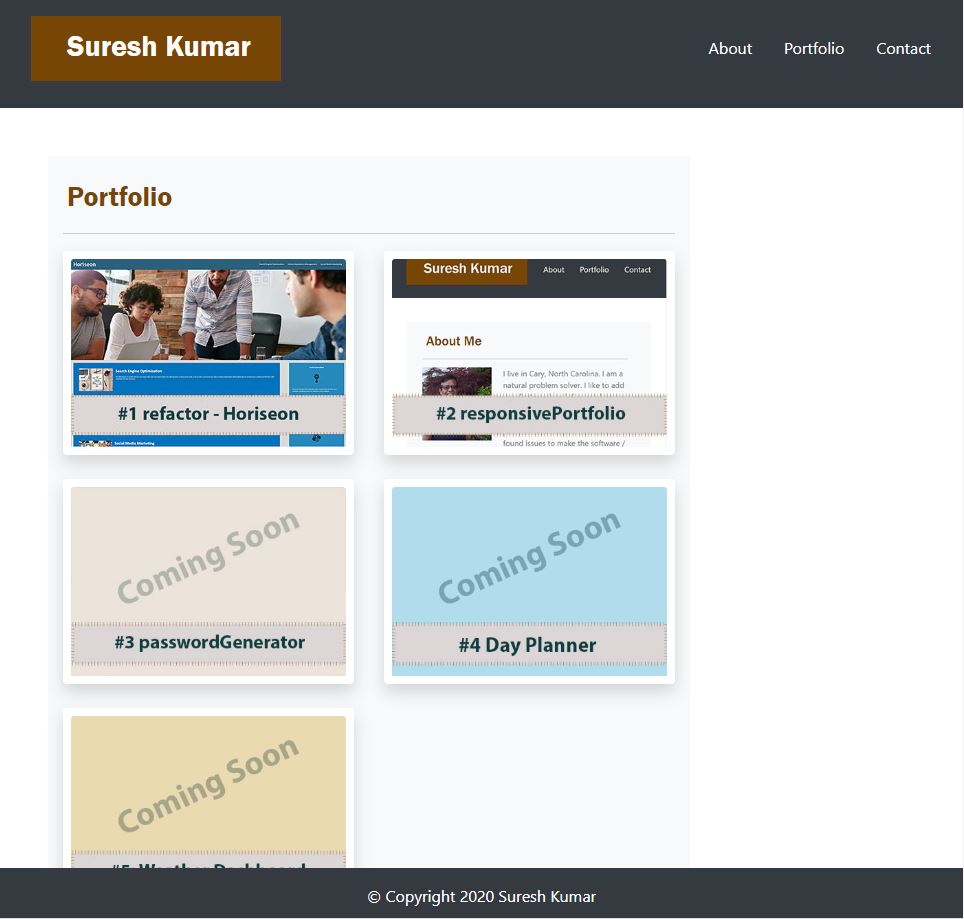 Suresh Kumar
About Portfolio Contact
Portfolio
Horiseon
Search Engine Optimization
#1 refactor - Horiseon
Social Media Marketing
Suresh Kumar About Portfolio Contact
About Me
I live in Cary, North Carolina. I am a
natural problem solver. I like to add
#2 responsivePortfolio
found issues to make the software /
Coming Soon
#3 passwordGenerator
Coming Soon
#4 Day Planner
Coming Soon
#5 Weather Dashboard
© Copyright 2020 Suresh Kumar